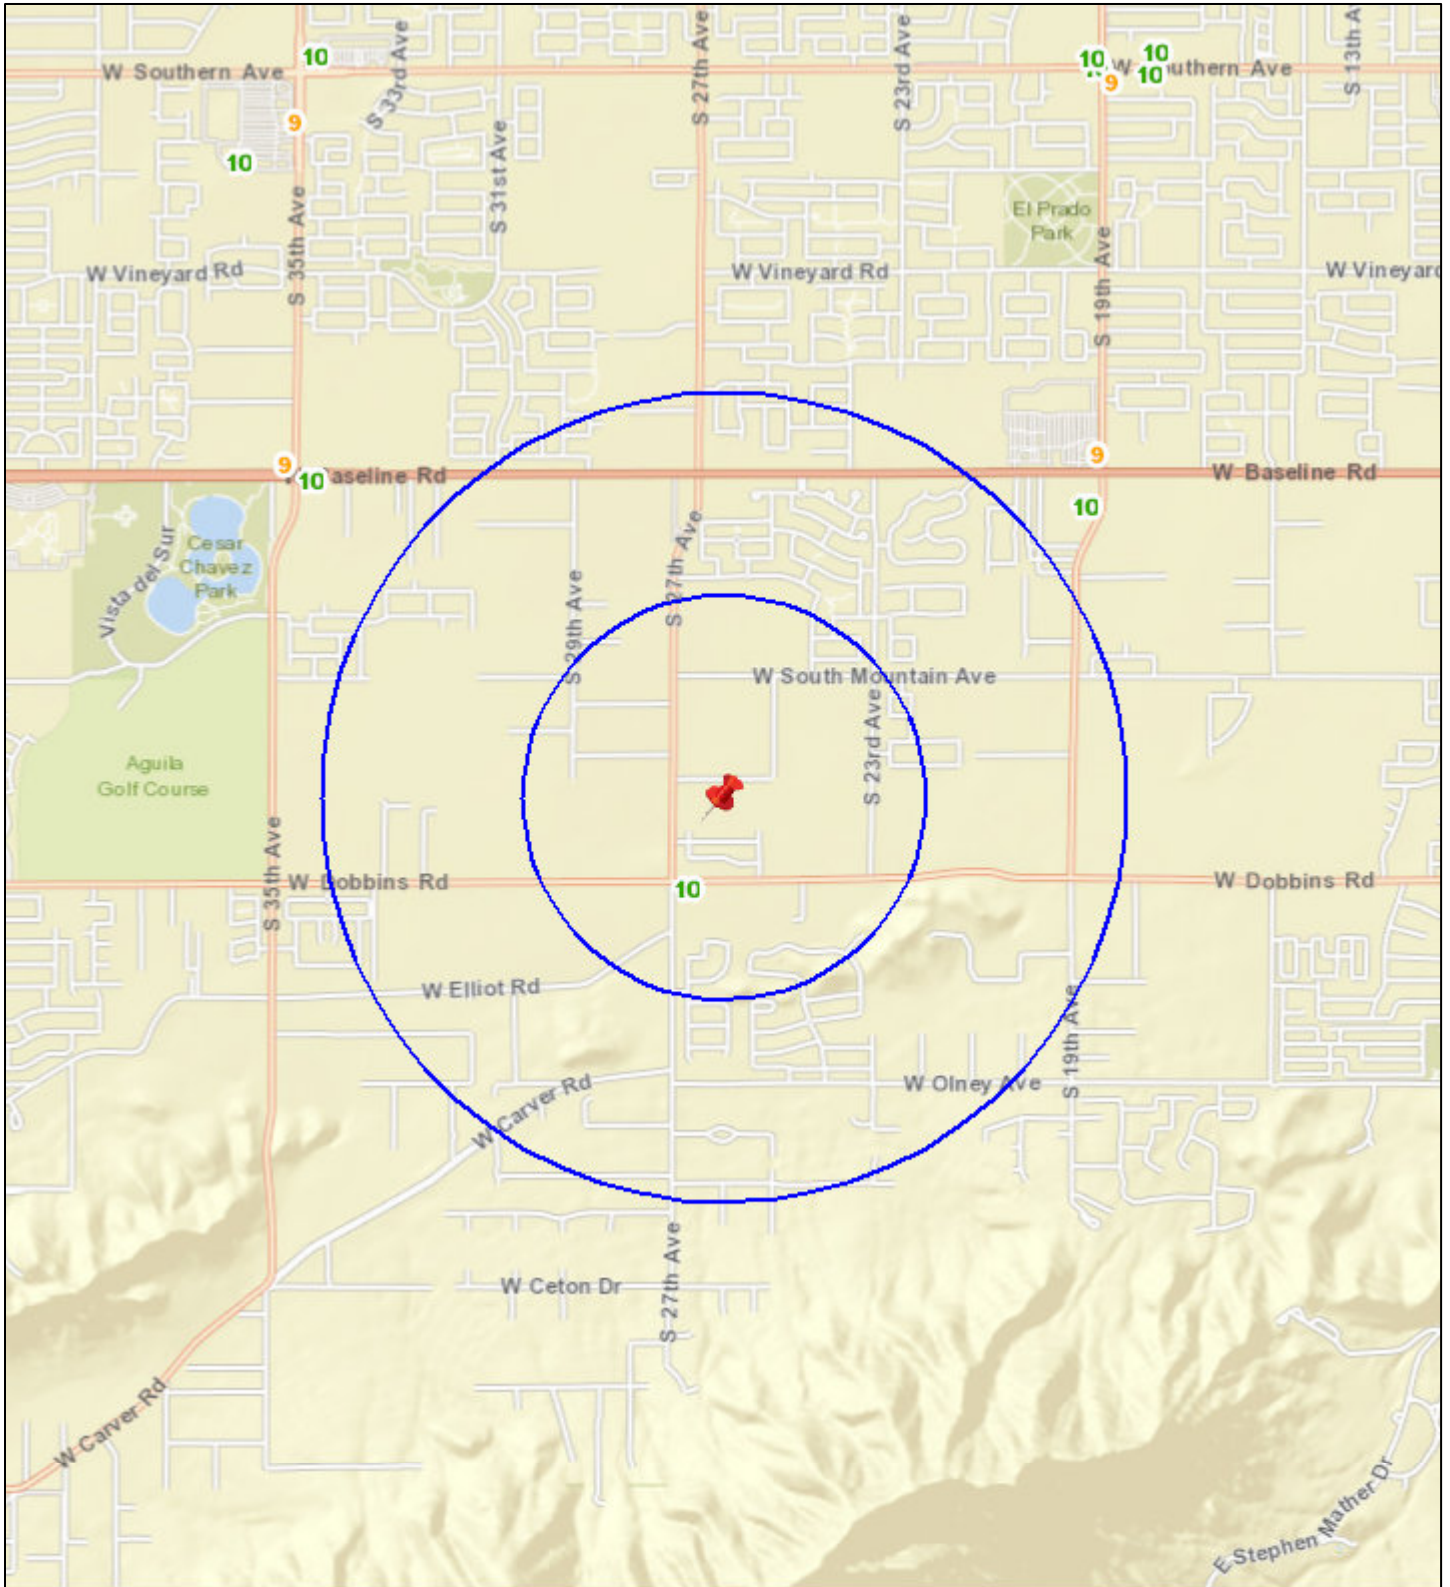 10
W Southern Ave
S 33rd Ave
S 27th Ave
S 23rd Ave
10
10
10
9
S 13th A
9
10
S 31st Ave
S 35th Ave
W Vineyard Rd
El Prado
Park
W Vineyard Rd
S 19th Ave
W Vineyard
9
10
aseline Rd
9
W Baseline Rd
10
Cesar
Chavez
Park
Vista del Sur
S 27th Ave
S 29th Ave
W South Mountain Ave
S 23rd Ave
Aguila
Golf Course
S 35th Ave
W Dobbins Rd
10
W Dobbins Rd
W Elliot Rd
S 19th Ave
W Olney Ave
W Carver Rd
S 27th Ave
W Ceton Dr
W Carver Rd
E Stephen Mather Dr